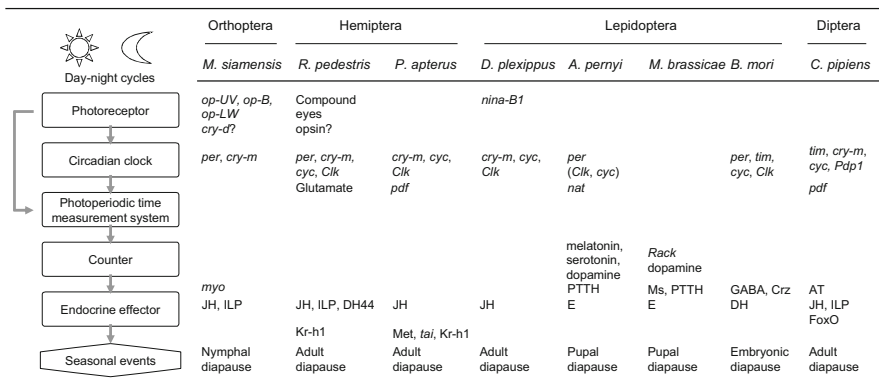 Orthoptera Hemiptera Lepidoptera Diptera
M. siamensis R. pedestris P. apterus D. plexippus A. pernyi M. brassicae B. mori C. pipiens
Day-night cycles
Photoreceptor
op-UV, op-B,
op-LW
cry-d?
Compound
eyes
opsin?
nina-B1
Circadian clock
per, cry-m
per, cry-m,
cyc, Clk
Glutamate
cry-m, cyc,
Clk
pdf
cry-m, cyc,
Clk
per
(Clk, cyc)
nat
per, tim,
cyc, Clk
tim, cry-m,
cyc, Pdp1
pdf
Photoperiodic time
measurement system
Counter
melatonin,
serotonin,
dopamine
PTTH
E
Rack
dopamine
Ms, PTTH
E
GABA, Crz
DH
AT
JH, ILP
FoxO
Endocrine effector
myo
JH, ILP
JH, ILP, DH44
Kr-h1
JH
Met, tai, Kr-h1
JH
Seasonal events
Nymphal
diapause
Adult
diapause
Adult
diapause
Adult
diapause
Pupal
diapause
Pupal
diapause
Embryonic
diapause
Adult
diapause